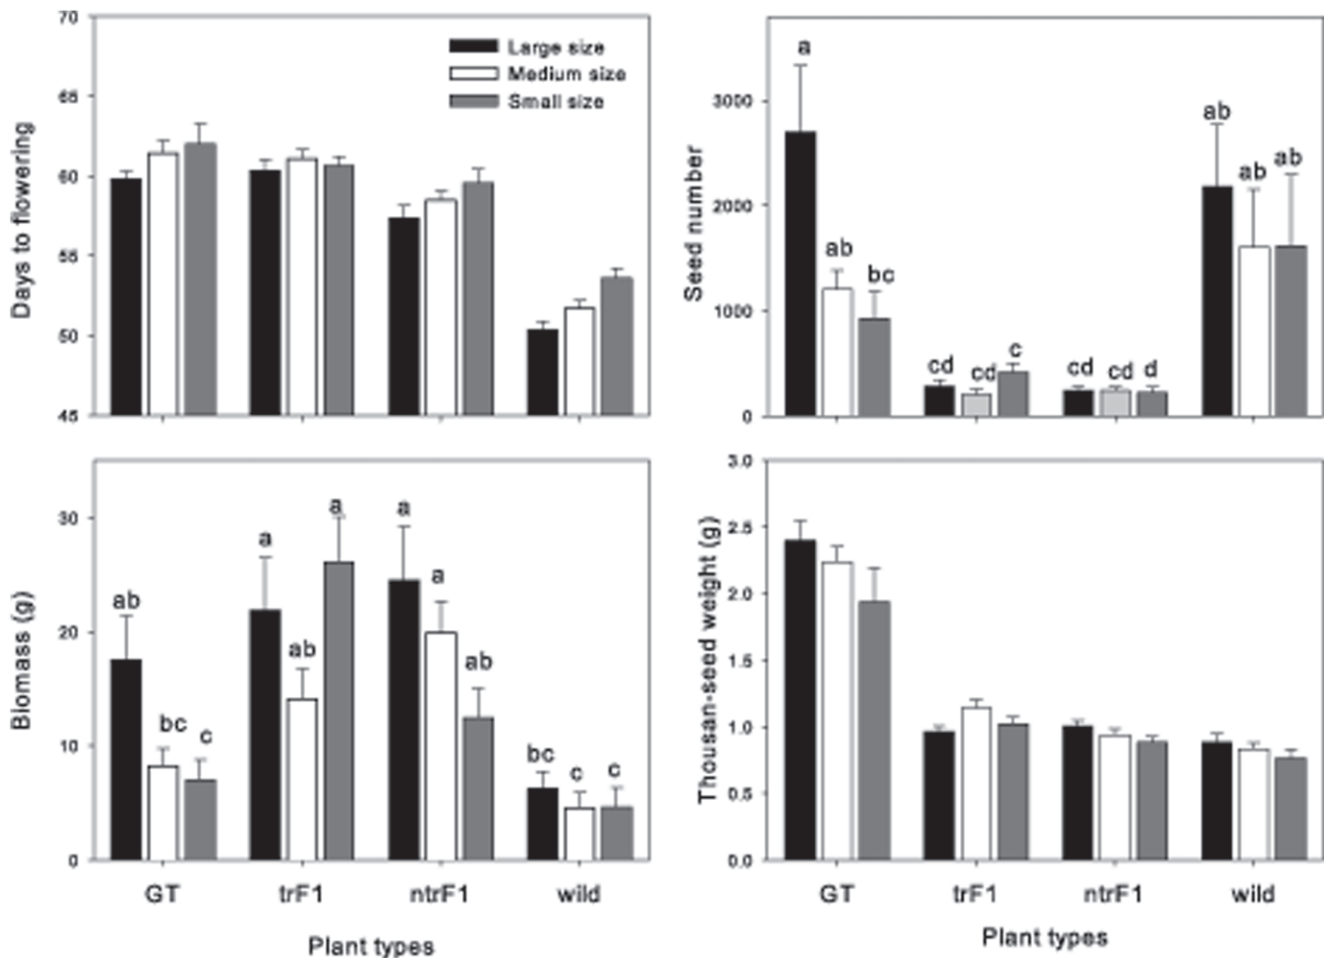 70
65
60
55
50
45
Days to flowering
Large size
Medium size
Small size
3000
2000
1000
0
Seed number
a
ab
bc
cd
cd
c
cd
cd
d
ab
ab
ab
30
20
10
0
Biomass (g)
ab
bc
c
a
ab
a
a
a
ab
bc
c
c
GT
trF1
ntrF1
wild
Plant types
3.0
2.5
2.0
1.5
1.0
0.5
0.0
Thousan-seed weight (g)
GT
trF1
ntrF1
wild
Plant types